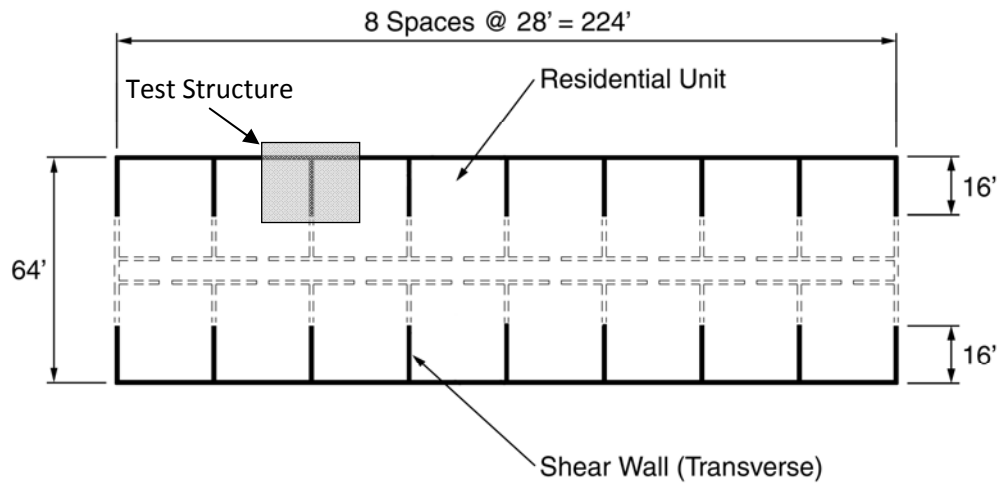 8 Spaces @ 28’ = 224’
Test Structure
Residential Unit
16’
64’
16’
Shear Wall (Transverse)